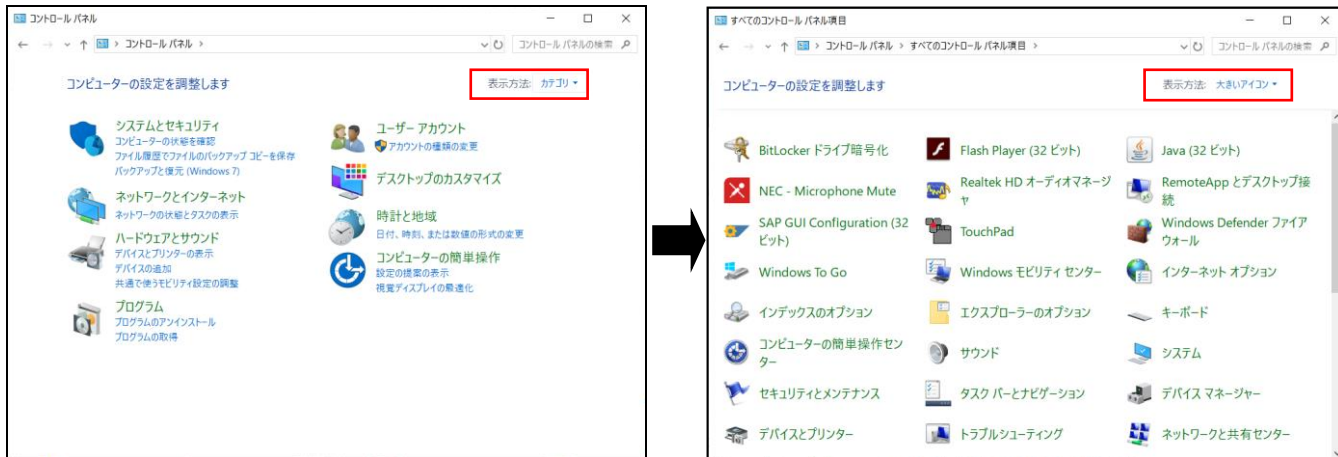 コントロール パネル
コントロール パネル
コントロール パネルの検索
コンピューターの設定を調整します
表示方法: カテゴリ
システムとセキュリティ
コンピューターの状態を確認
ファイル履歴でファイルのバックアップ コピーを保存
バックアップと復元 (Windows 7)
ネットワークとインターネット
ネットワークの状態とタスクの表示
ハードウェアとサウンド
デバイスとプリンターの表示
デバイスの追加
共通で使うモビリティ設定の調整
プログラム
プログラムのアンインストール
プログラムの取得
ユーザー アカウント
アカウントの種類の変更
デスクトップのカスタマイズ
時計と地域
日付、時刻、または数値の形式の変更
コンピューターの簡単操作
設定の提案の表示
視覚ディスプレイの最適化
すべてのコントロール パネル項目
コントロール パネル > すべてのコントロール パネル項目
コントロール パネルの検索
コンピューターの設定を調整します
表示方法: 大きいアイコン
BitLocker ドライブ暗号化
Flash Player (32 ビット)
Java (32 ビット)
NEC - Microphone Mute
Realtek HD オーディオマネージ
ャ
RemoteApp とデスクトップ接
続
SAP GUI Configuration (32
ビット)
TouchPad
Windows Defender ファイア
ウォール
Windows To Go
Windows モビリティ センター
インターネット オプション
インデックスのオプション
エクスプローラーのオプション
キーボード
コンピューターの簡単操作セン
ター
サウンド
システム
セキュリティとメンテナンス
タスク バーとナビゲーション
デバイス マネージャー
デバイスとプリンター
トラブルシューティング
ネットワークと共有センター